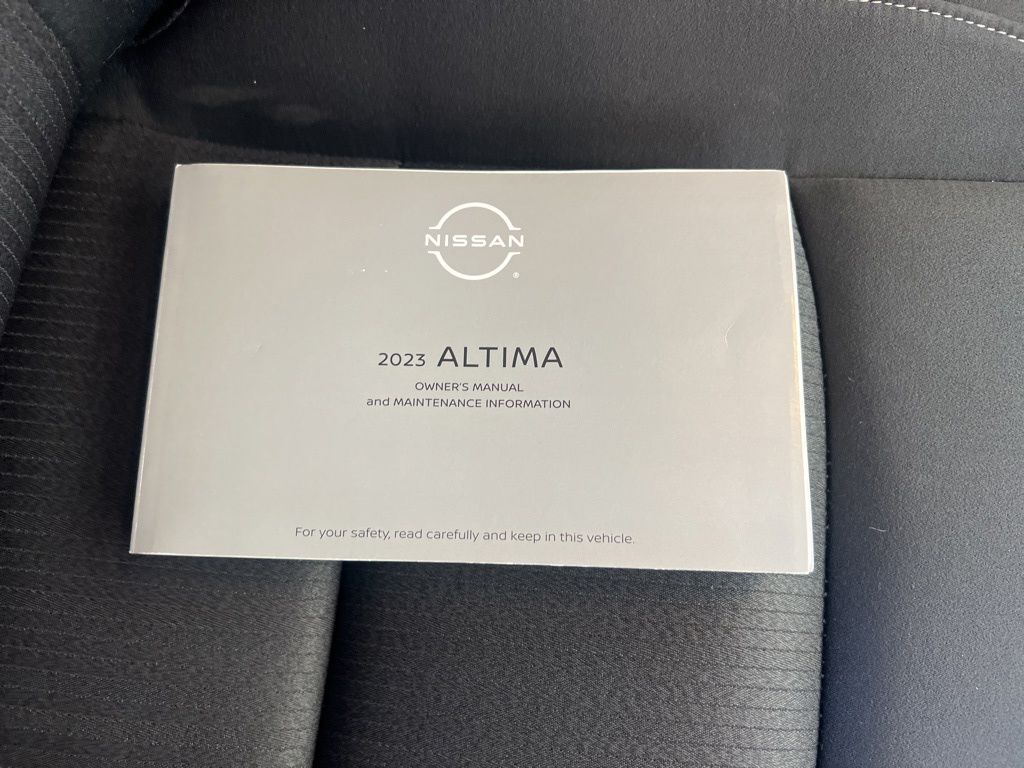 NISSAN
2023 ALTIMA
OWNER'S MANUAL
and MAINTENANCE INFORMATION
For your safety, read carefully and keep in this vehicle.